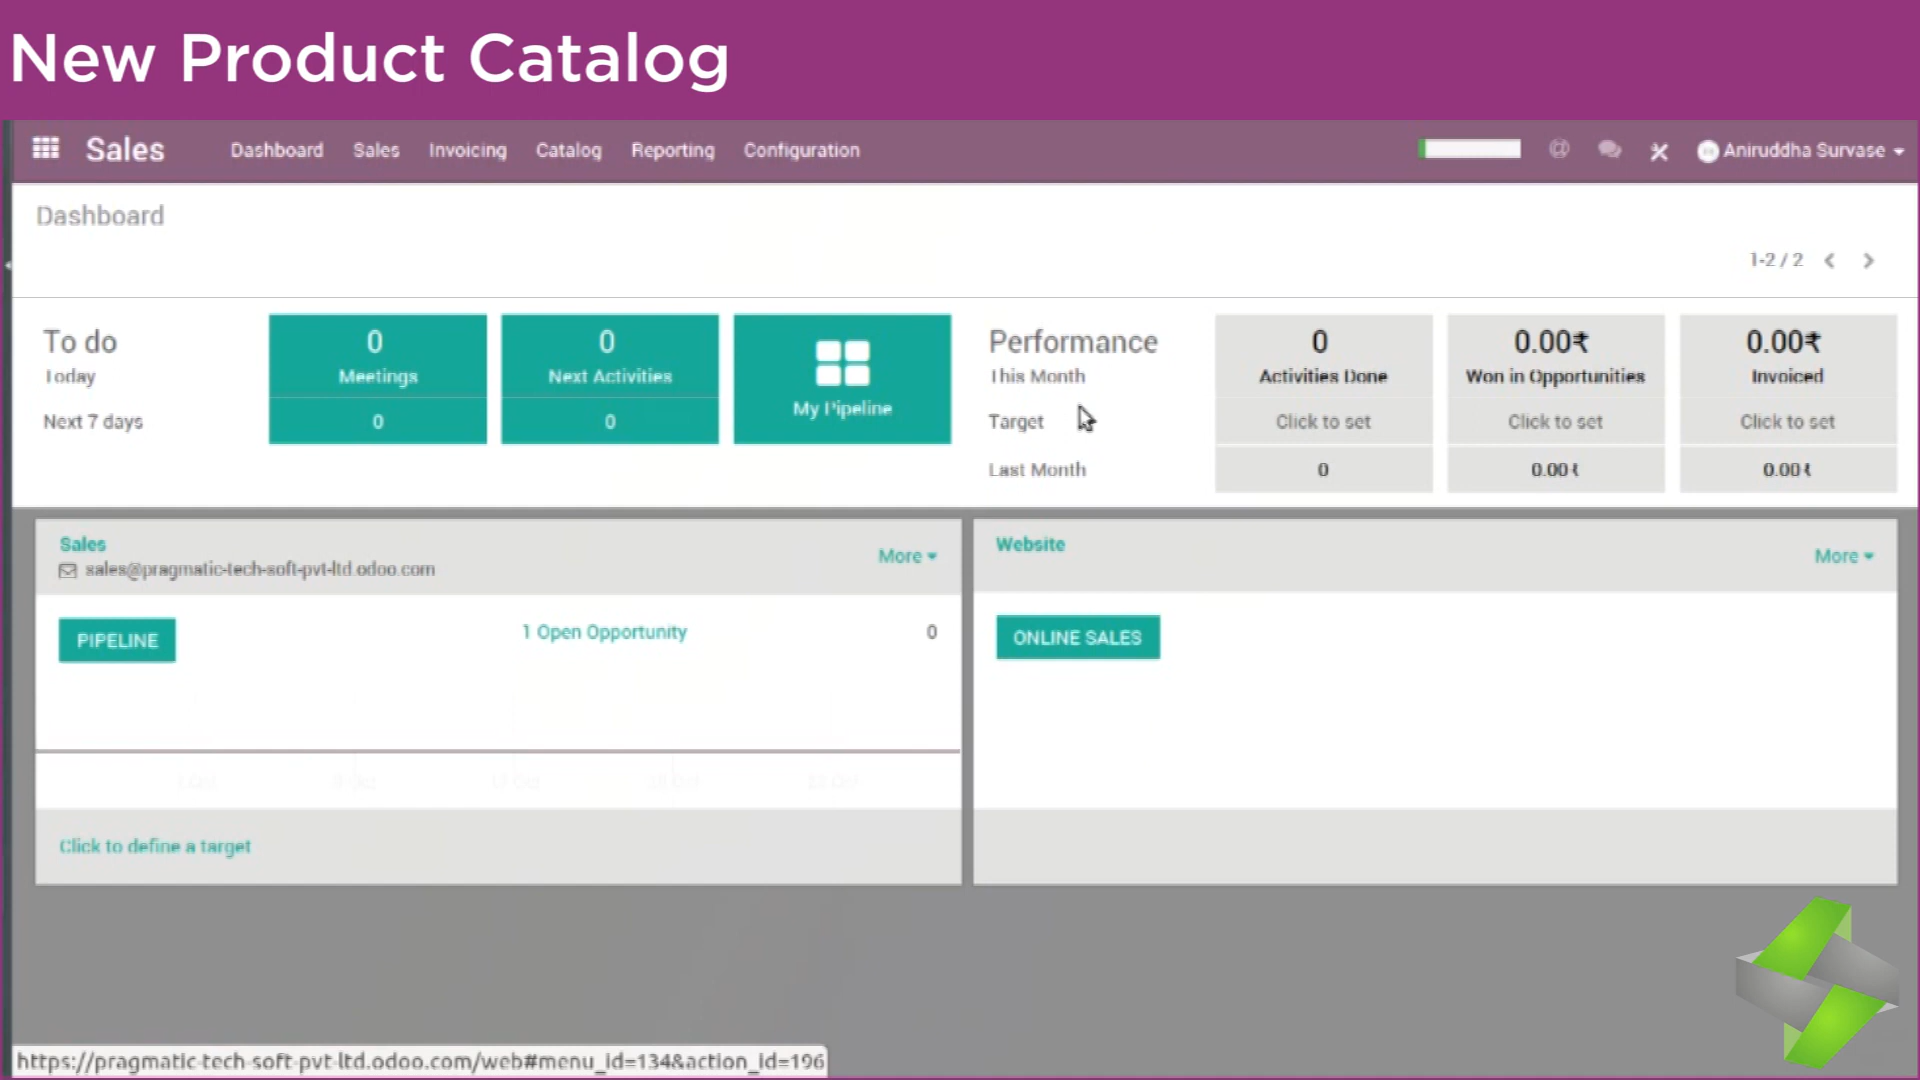 New Product Catalog
Sales Dashboard Sales Invoicing Catalog Reporting Configuration Aniruddha Survase
Dashboard
1-2 / 2
To do
Today
Next 7 days
0
Meetings
0
0
Next Activities
0
My Pipeline
Performance
This Month
Target
Last Month
0
Activities Done
Click to set
0
0.00₹
Won in Opportunities
Click to set
0.00₹
0.00₹
Invoiced
Click to set
0.00₹
Sales
sales@pragmatic-tech-soft-pvt-ltd.odoo.com
More
PIPELINE
1 Open Opportunity 0
Click to define a target
Website
More
ONLINE SALES
https://pragmatic-tech-soft-pvt-ltd.odoo.com/web#menu_id=134&action_id=196